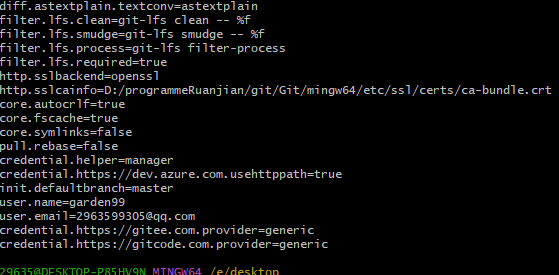 diff.astextplain.textconv=astextplain
filter.lfs.clean=git-lfs clean -- %f
filter.lfs.smudge=git-lfs smudge -- %f
filter.lfs.process=git-lfs filter-process
filter.lfs.required=true
http.sslbackend=openssl
http.sslcainfo=D:/programmeRuanjian/git/Git/mingw64/etc/ssl/certs/ca-bundle.crt
core.autocrlf=true
core.fscache=true
core.symlinks=false
pull.rebase=false
credential.helper=manager
credential.https://dev.azure.com.usehttppath=true
init.defaultbranch=master
user.name=garden99
user.email=2963599305@qq.com
credential.https://gitee.com.provider=generic
credential.https://gitcode.com.provider=generic
29635@DESKTOP-P85HV9N MINGW64 /e/desktop